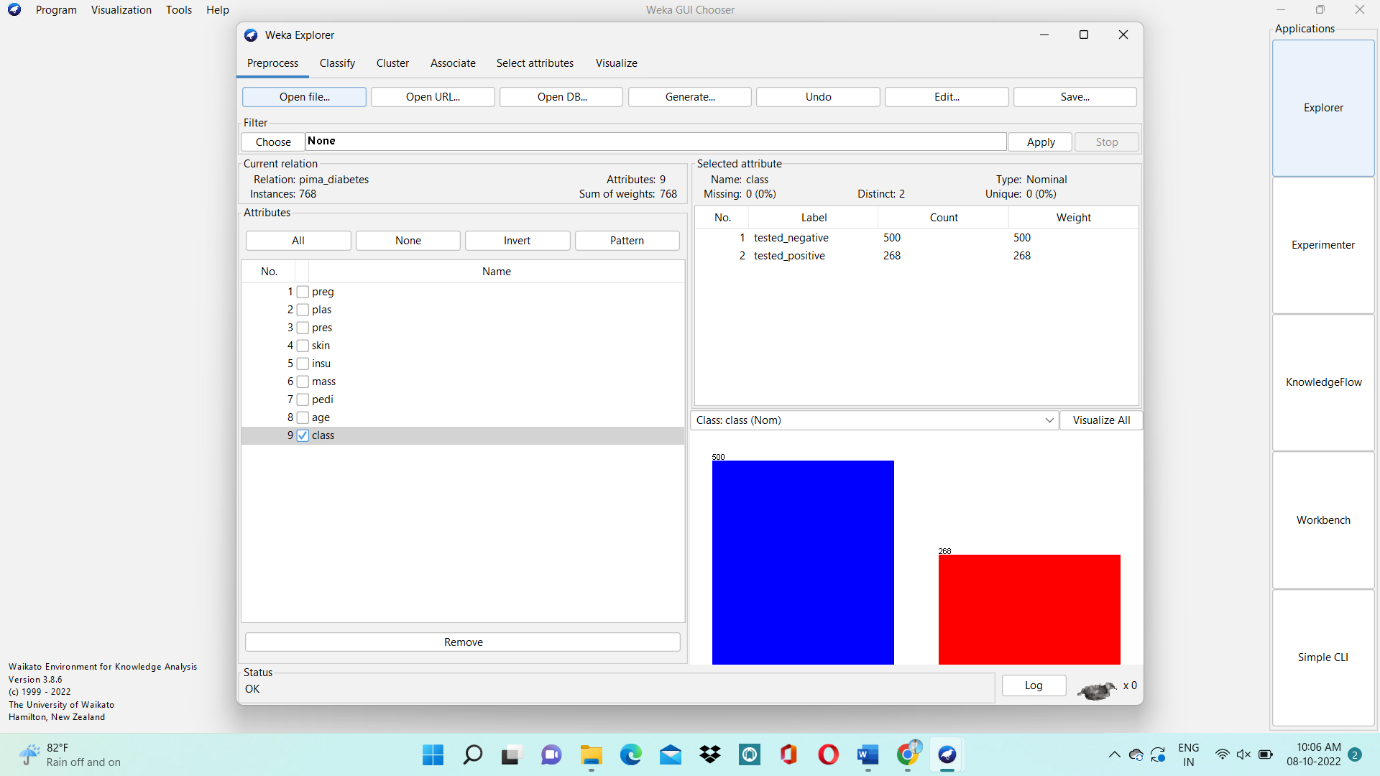 Program Visualization Tools Help
Weka GUI Chooser
Weka Explorer
Preprocess Classify Cluster Associate Select attributes Visualize
Open file... Open URL... Open DB... Generate... Undo Edit... Save...
Filter
Choose None Apply Stop
Current relation
Relation: pima_diabetes Attributes: 9
Instances: 768 Sum of weights: 768
Attributes
All None Invert Pattern
No. Name
1 preg
2 plas
3 pres
4 skin
5 insu
6 mass
7 pedi
8 age
9 class
Remove
Selected attribute
Name: class Type: Nominal
Missing: 0 (0%) Distinct: 2 Unique: 0 (0%)
No. Label Count Weight
1 tested_negative 500 500
2 tested_positive 268 268
Class: class (Nom) Visualize All
500
268
Status
OK
Log x 0
Applications
Explorer
Experimenter
KnowledgeFlow
Workbench
Simple CLI
Waikato Environment for Knowledge Analysis
Version 3.8.6
(c) 1999 - 2022
The University of Waikato
Hamilton, New Zealand
82°F
Rain off and on
ENG
IN
10:06 AM
08-10-2022
2